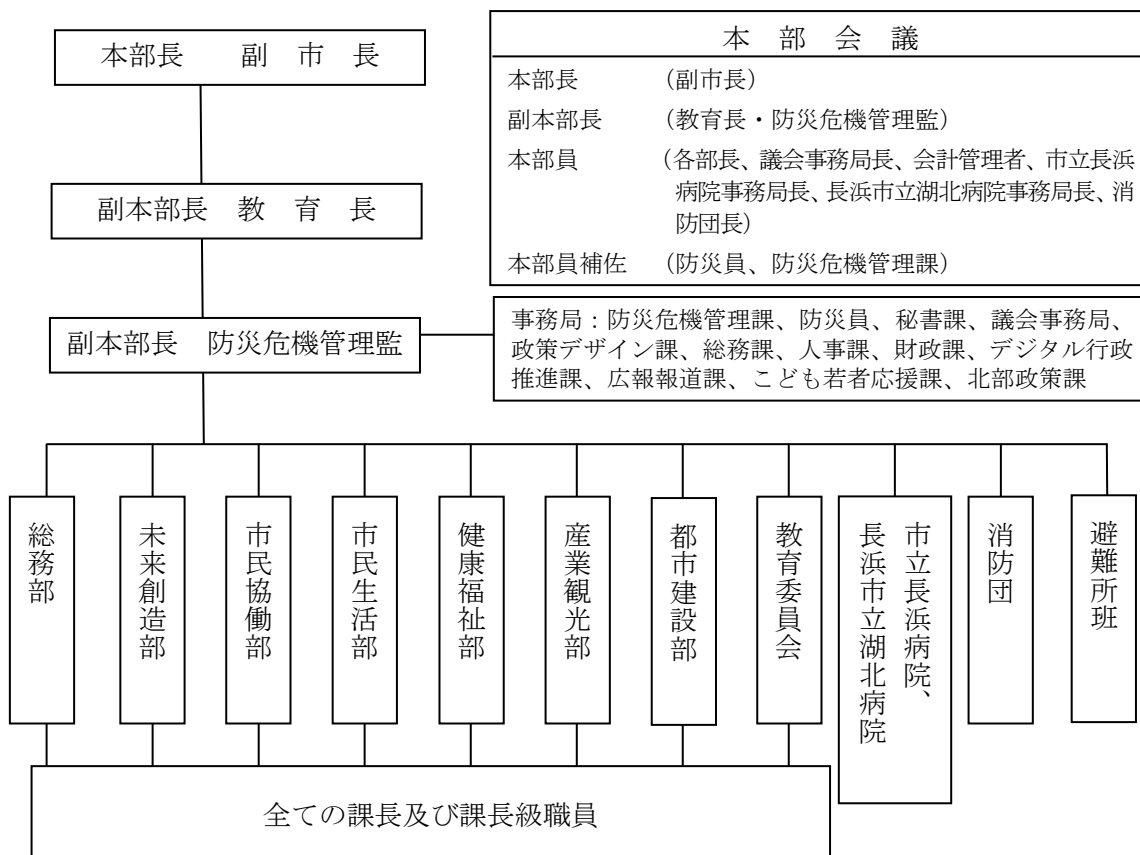 本部長　副　市　長
副本部長　教　育　長
副本部長　防災危機管理監
本　部　会　議
本部長　（副市長）
副本部長　（教育長・防災危機管理監）
本部員　（各部長、議会事務局長、会計管理者、市立長浜
病院事務局長、長浜市立湖北病院事務局長、消
防団長）
本部員補佐　（防災員、防災危機管理課）
事務局：防災危機管理課、防災員、秘書課、議会事務局、
政策デザイン課、総務課、人事課、財政課、デジタル行政
推進課、広報報道課、こども若者応援課、北部政策課
総務部
未来創造部
市民協働部
市民生活部
健康福祉部
産業観光部
都市建設部
教育委員会
市立長浜病院、
長浜市立湖北病院
消防団
避難所班
全ての課長及び課長級職員